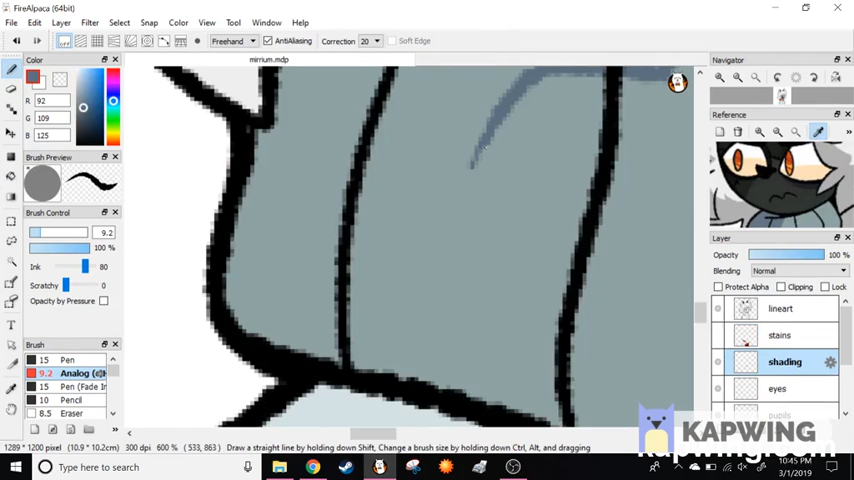 FireAlpaca (64bit)
File Edit Layer Filter Select Snap Color View Tool Window Help
off Freehand AntiAliasing Correction 20 Soft Edge
mirrium.mdp
Color
R 92
G 109
B 125
Brush Preview
Brush Control
9.2
100 %
Ink 80
Scratchy 0
Opacity by Pressure
Brush
15 Pen
9.2 Analog (
15 Pen (Fade In
10 Pencil
8.5 Eraser
Navigator
Reference
Layer
Opacity 100 %
Blending Normal
Protect Alpha Clipping Lock
lineart
stains
shading
eyes
pupils
1289 * 1200 pixel (10.9 * 10.2cm) 300 dpi 600 % ( 533, 863 ) Draw a straight line by holding down Shift, Change a brush size by holding down Ctrl, Alt, and dragging
KAPWING
kapwing.com
Type here to search
10:45 PM
3/1/2019